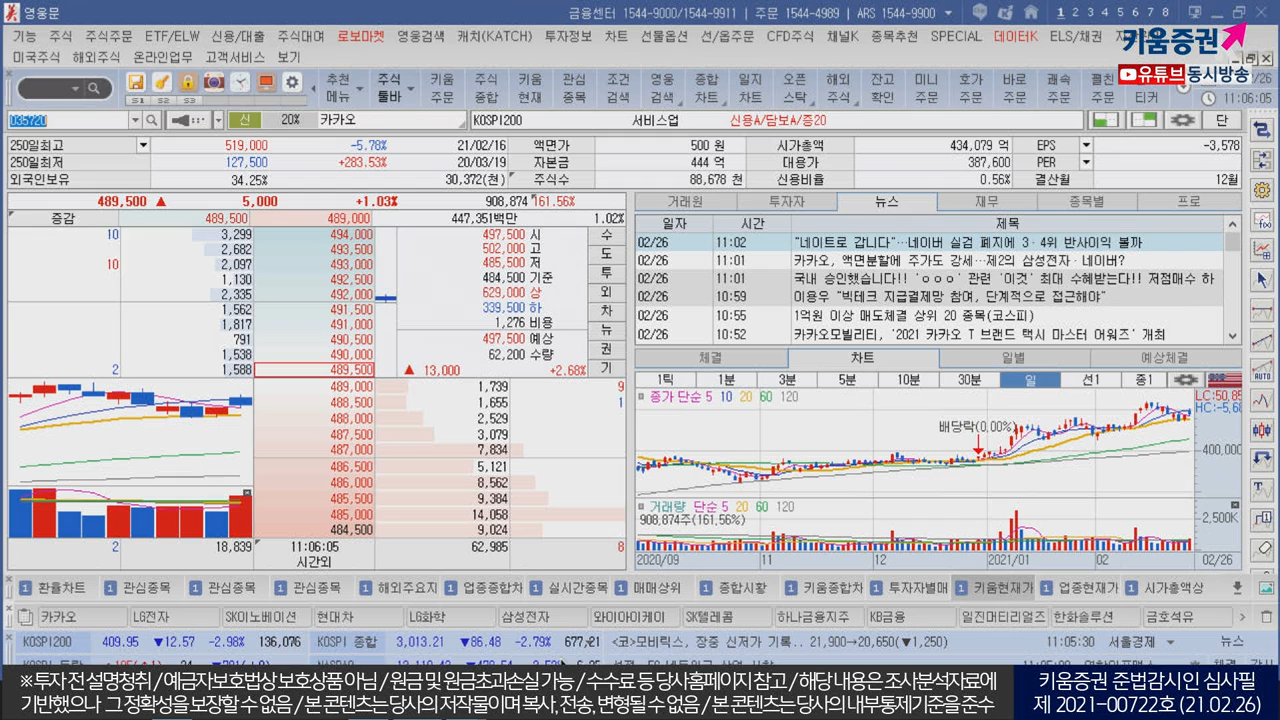 영웅문
금융센터 1544-9000/1544-9911 | 주문 1544-4989 | ARS 1544-9900
1 2 3 4 5 6 7 8
기능 주식 주식주문 ETF/ELW 신용/대출 주식대여 로보마켓 영웅검색 캐치(KATCH) 투자정보 차트 선물옵션 선/옵주문 CFD주식 채널K 종목추천 SPECIAL 데이터K ELS/채권
미국주식 해외주식 온라인업무 고객서비스 보기
키움증권
유튜브 동시방송
추천 메뉴
주식 툴바
키움 주문
주식 종합
키움 현재
관심 종목
조건 검색
영웅 검색
종합 차트
일지 차트
오픈 스탁
해외 주식
잔고 확인
미니 주문
호가 주문
바로 주문
쾌속 주문
펼친 주문
티커
S1 S2 S3
11:06:05
035720 신 20% 카카오 KOSPI200 서비스업 신용A/담보A/증20 단
250일최고 519,000 -5.78% 21/02/16 액면가 500 원 시가총액 434,079 억 EPS -3,578
250일최저 127,500 +283.53% 20/03/19 자본금 444 억 대용가 387,600 PER
외국인보유 34.25% 30,372(천) 주식수 88,678 천 신용비율 0.56% 결산월 12월
489,500 ▲ 5,000 +1.03% 908,874 161.56%
증감 489,500 489,000 447,351백만 1.02%
10 3,299 494,000 497,500 시 수
2,682 493,500 502,000 고 도
10 2,097 493,000 485,500 저 투
1,130 492,500 484,500 기준
2,335 492,000 629,000 상 외
1,562 491,500 339,500 하 차
1,817 491,000 1,276 비용 뉴
791 490,500 497,500 예상
1,538 490,000 62,200 수량 권
2 1,588 489,500 ▲ 13,000 +2.68% 기
489,000 1,739 9
488,500 1,655 1
488,000 2,529
487,500 3,079
487,000 7,834
486,500 5,121
486,000 8,562
485,500 9,384
485,000 14,058
484,500 9,024
2 18,839 11:06:05 62,985 8
시간외
거래원 투자자 뉴스 재무 종목별 프로
일자 시간 제목
02/26 11:02 "네이트로 갑니다"…네이버 실검 폐지에 3·4위 반사이익 볼까
02/26 11:01 카카오, 액면분할에 주가도 강세…제2의 삼성전자·네이버?
02/26 11:01 국내 승인했습니다!! 'ㅇㅇㅇ' 관련 '이것' 최대 수혜받는다!! 저점매수 하
02/26 10:59 이용우 "빅테크 지급결제망 참여, 단계적으로 접근해야"
02/26 10:55 1억원 이상 매도체결 상위 20 종목(코스피)
02/26 10:52 카카오모빌리티, '2021 카카오 T 브랜드 택시 마스터 어워즈' 개최
체결 차트 일별 예상체결
1틱 1분 3분 5분 10분 30분 일 선1 종1
종가 단순 5 10 20 60 120
LC:50,85
HC:-5,68
배당락(0,00%)
400,000
거래량 단순 5 20 60 120
908,874주(161,56%)
2,500K
2020/09 11 12 2021/01 02 02/26
1 환율차트 1 관심종목 1 관심종목 1 관심종목 1 해외주요지 1 업종종합차 1 실시간종목 1 매매상위 1 종합시황 1 키움종합차 1 투자자별매 1 키움현재가 1 업종현재가 1 시가총액상
카카오 LG전자 SK이노베이션 현대차 LG화학 삼성전자 와이아이케이 SK텔레콤 하나금융지주 KB금융 일진머티리얼즈 한화솔루션 금호석유
KOSPI200 409.95 ▼12.57 -2.98% 136,076 KOSPI 종합 3,013.21 ▼86.48 -2.79% 677,21 <코>모비릭스, 장중 신저가 기록.. 21,900→20,650(▼1,250) 11:05:30 서울경제 뉴스
※ 투자 전 설명청취 / 예금자보호법상 보호상품 아님 / 원금 및 원금초과손실 가능 / 수수료 등 당사홈페이지 참고 / 해당 내용은 조사분석자료에
기반했으나 그 정확성을 보장할 수 없음 / 본 콘텐츠는 당사의 저작물이며 복사, 전송, 변형될 수 없음 / 본 콘텐츠는 당사의 내부통제기준을 준수
키움증권 준법감시인 심사필
제 2021-00722호 (21.02.26)